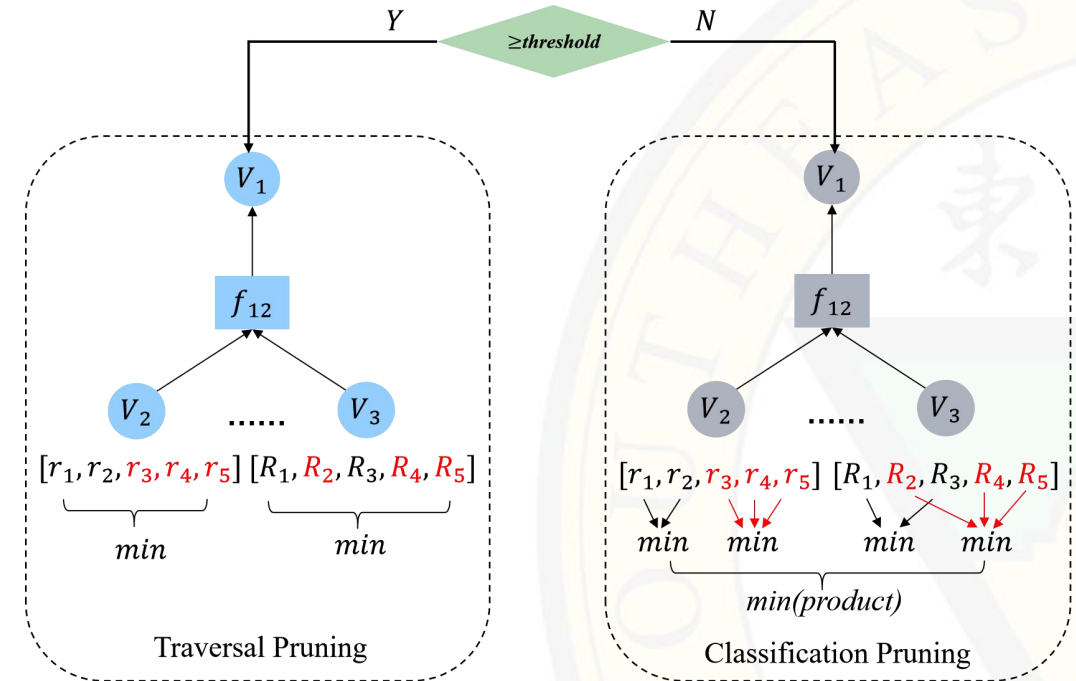 Y ≥threshold N
V₁ V₁
f₁₂ f₁₂
V₂ ...... V₃ V₂ ...... V₃
[r₁, r₂, r₃, r₄, r₅] [R₁, R₂, R₃, R₄, R₅] [r₁, r₂, r₃, r₄, r₅] [R₁, R₂, R₃, R₄, R₅]
min min min min min min
min(product)
Traversal Pruning Classification Pruning
OUTHEAS
東